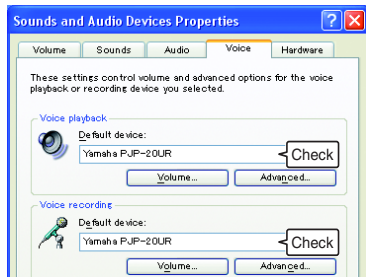 Sounds and Audio Devices Properties
Volume Sounds Audio Voice Hardware
These settings control volume and advanced options for the voice
playback or recording device you selected.
Voice playback
Default device:
Yamaha PJP-20UR
Check
Volume... Advanced...
Voice recording
Default device:
Yamaha PJP-20UR
Check
Volume... Advanced...